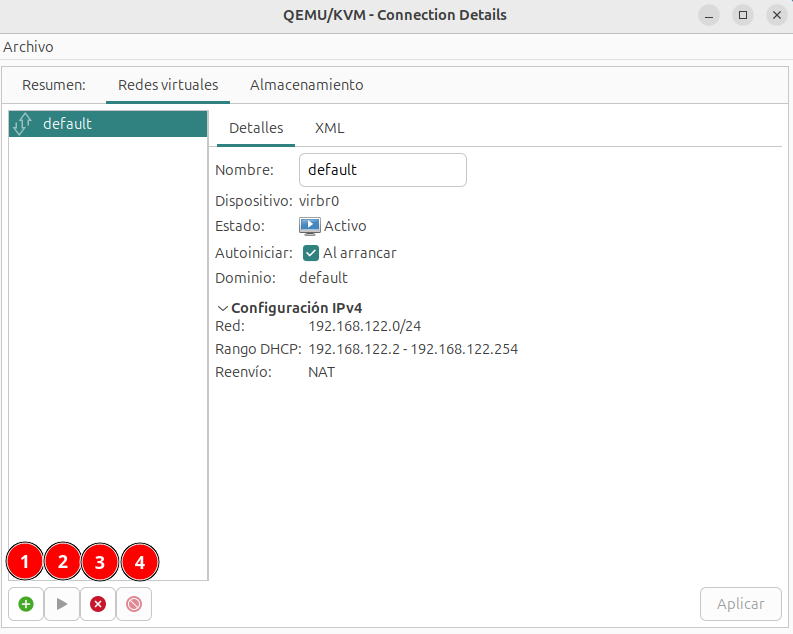 QEMU/KVM - Connection Details
Archivo
Resumen: Redes virtuales Almacenamiento
default
Detalles XML
Nombre: default
Dispositivo: virbr0
Estado: Activo
Autoiniciar: Al arrancar
Dominio: default
Configuración IPv4
Red: 192.168.122.0/24
Rango DHCP: 192.168.122.2 - 192.168.122.254
Reenvío: NAT
1 2 3 4
Aplicar